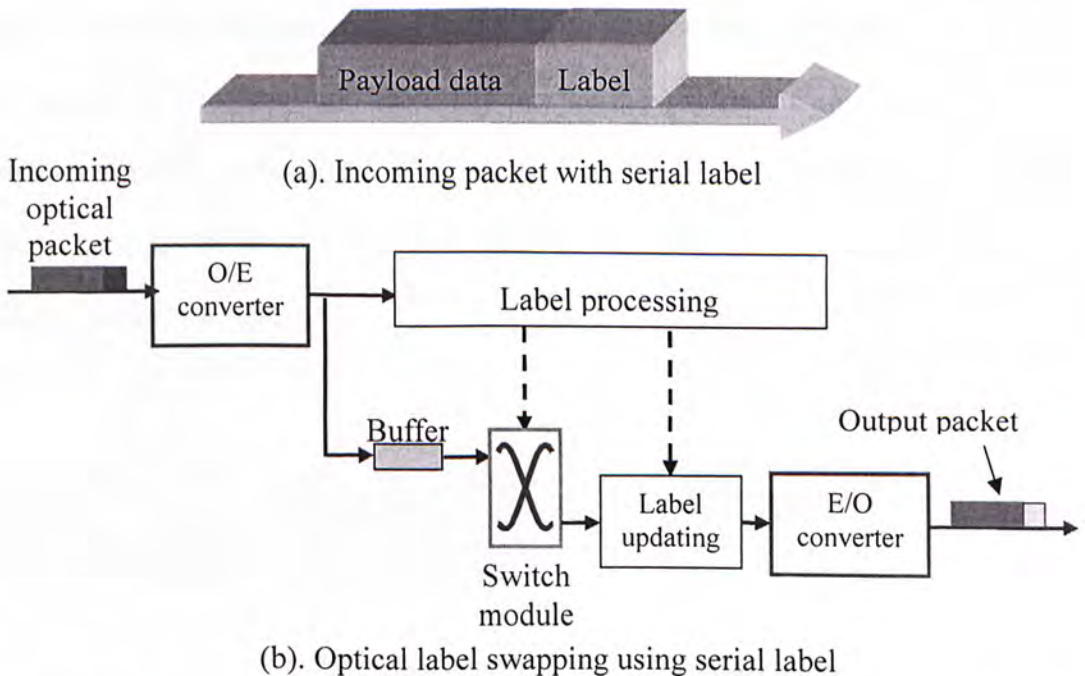 Payload data
Label
(a). Incoming packet with serial label
Incoming
optical
packet
O/E
converter
Label processing
Buffer
Output packet
Label
updating
E/O
converter
Switch
module
(b). Optical label swapping using serial label